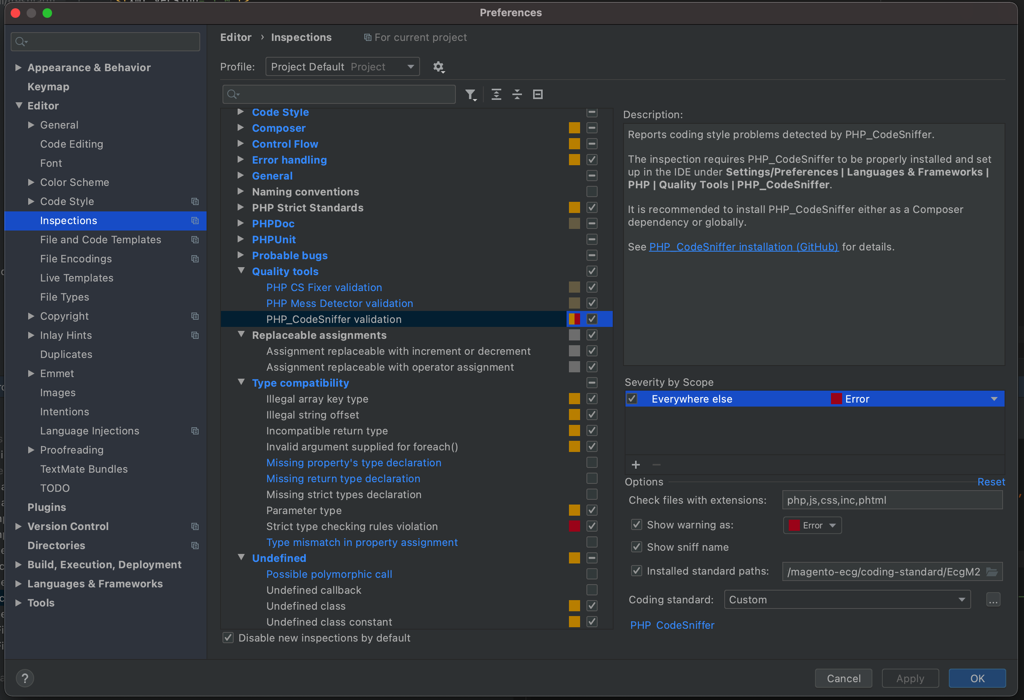 Preferences
Appearance & Behavior
Keymap
Editor
General
Code Editing
Font
Color Scheme
Code Style
Inspections
File and Code Templates
File Encodings
Live Templates
File Types
Copyright
Inlay Hints
Duplicates
Emmet
Images
Intentions
Language Injections
Proofreading
TextMate Bundles
TODO
Plugins
Version Control
Directories
Build, Execution, Deployment
Languages & Frameworks
Tools
Editor › Inspections For current project
Profile: Project Default Project
Code Style
Composer
Control Flow
Error handling
General
Naming conventions
PHP Strict Standards
PHPDoc
PHPUnit
Probable bugs
Quality tools
PHP CS Fixer validation
PHP Mess Detector validation
PHP_CodeSniffer validation
Replaceable assignments
Assignment replaceable with increment or decrement
Assignment replaceable with operator assignment
Type compatibility
Illegal array key type
Illegal string offset
Incompatible return type
Invalid argument supplied for foreach()
Missing property's type declaration
Missing return type declaration
Missing strict types declaration
Parameter type
Strict type checking rules violation
Type mismatch in property assignment
Undefined
Possible polymorphic call
Undefined callback
Undefined class
Undefined class constant
Disable new inspections by default
Description:
Reports coding style problems detected by PHP_CodeSniffer.
The inspection requires PHP_CodeSniffer to be properly installed and set
up in the IDE under Settings/Preferences | Languages & Frameworks |
PHP | Quality Tools | PHP_CodeSniffer.
It is recommended to install PHP_CodeSniffer either as a Composer
dependency or globally.
See PHP_CodeSniffer installation (GitHub) for details.
Severity by Scope
Everywhere else Error
+ −
Options Reset
Check files with extensions: php,js,css,inc,phtml
Show warning as: Error
Show sniff name
Installed standard paths: /magento-ecg/coding-standard/EcgM2
Coding standard: Custom ...
PHP_CodeSniffer
? Cancel Apply OK